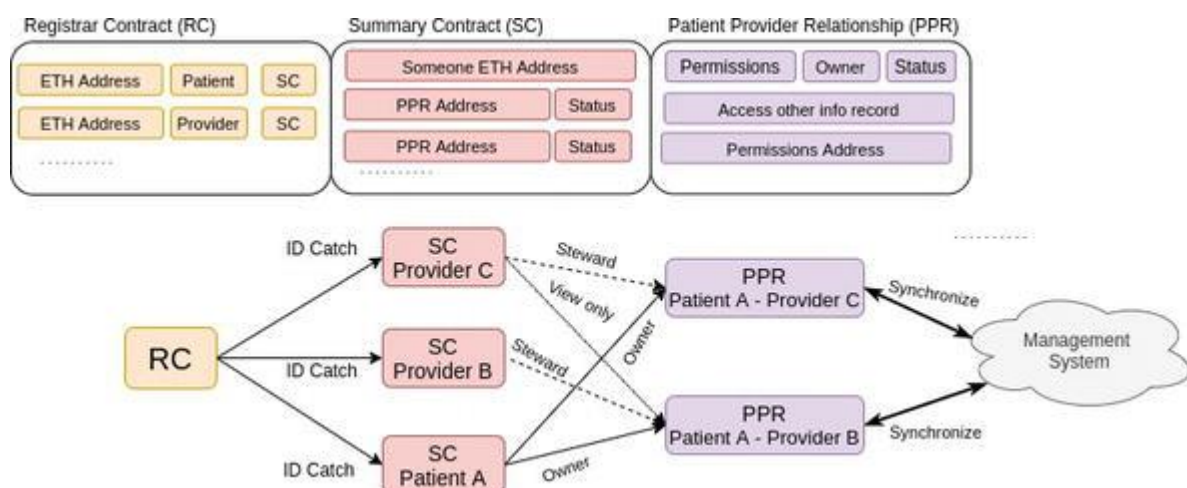 Registrar Contract (RC)
Summary Contract (SC)
Patient Provider Relationship (PPR)
ETH Address
Patient
SC
ETH Address
Provider
SC
..........
Someone ETH Address
PPR Address
Status
PPR Address
Status
..........
Permissions
Owner
Status
Access other info record
Permissions Address
..........
RC
ID Catch
ID Catch
ID Catch
SC
Provider C
SC
Provider B
SC
Patient A
Steward
View only
Steward
Owner
Owner
PPR
Patient A - Provider C
PPR
Patient A - Provider B
Synchronize
Synchronize
Management
System